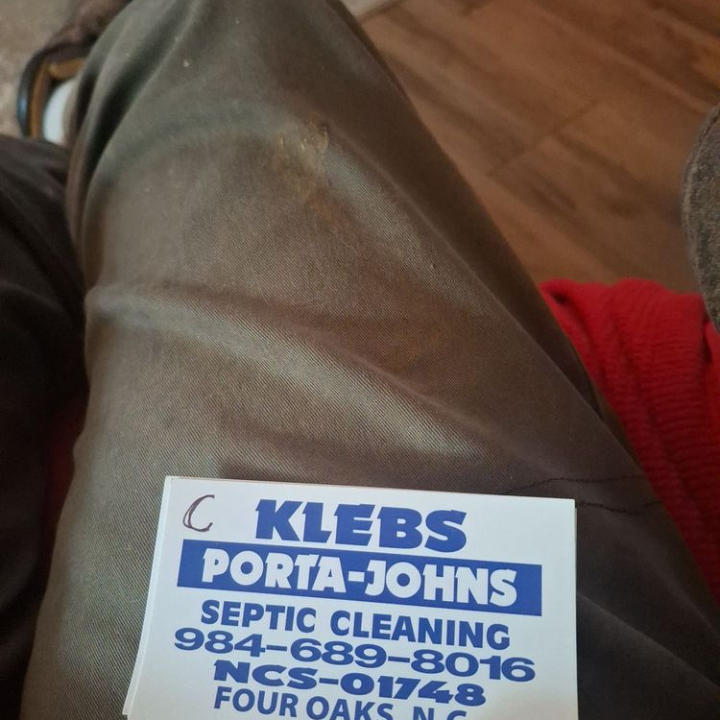 C KLEBS
PORTA-JOHNS
SEPTIC CLEANING
984-689-8016
NCS-01748
FOUR OAKS, N.C.